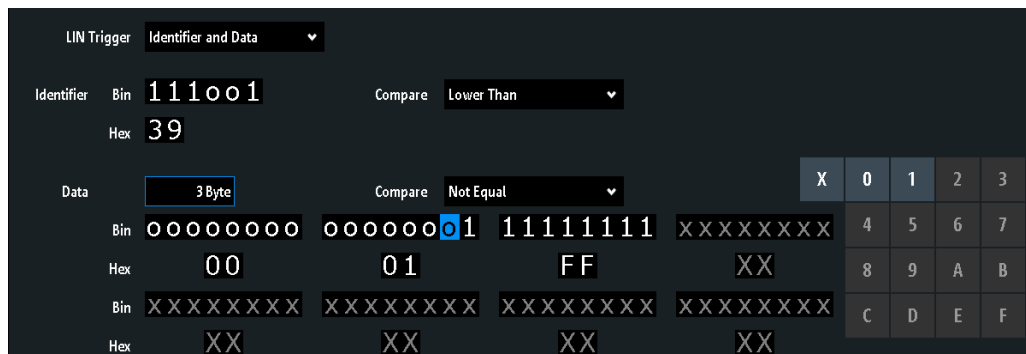 LIN Trigger Identifier and Data
Identifier Bin 111001 Compare Lower Than
Hex 39
Data 3 Byte Compare Not Equal
X 0 1 2 3
Bin 00000000 00000001 11111111 XXXXXXXX
4 5 6 7
Hex 00 01 FF XX
8 9 A B
Bin XXXXXXXX XXXXXXXX XXXXXXXX XXXXXXXX
C D E F
Hex XX XX XX XX